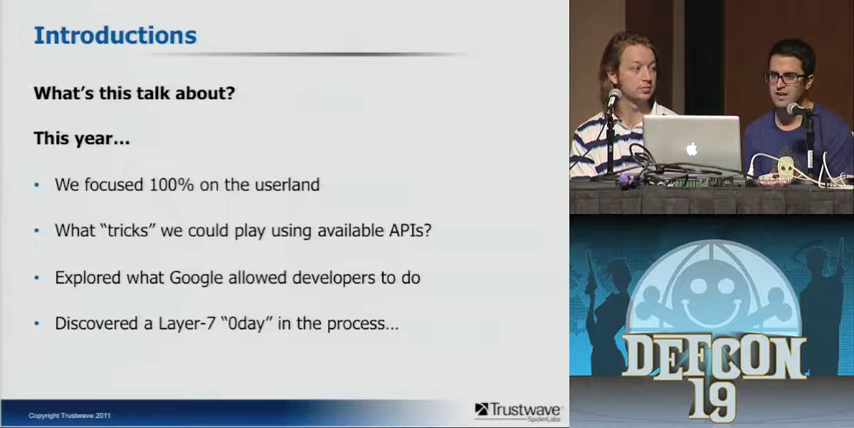 Introductions
What's this talk about?
This year...
• We focused 100% on the userland
• What “tricks” we could play using available APIs?
• Explored what Google allowed developers to do
• Discovered a Layer-7 “0day” in the process...
Copyright Trustwave 2011
Trustwave®
SpiderLabs
DEFCON
19